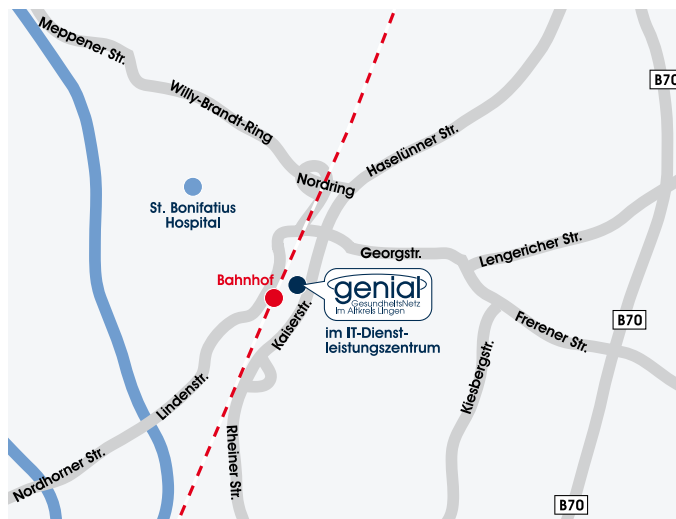 Meppener Str.
Willy-Brandt-Ring
B70
Haselünner Str.
Nordring
St. Bonifatius
Hospital
Georgstr.
Lengericher Str.
Bahnhof
genial
GesundheitsNetz
Im Altkreis Lingen
Kaiserstr.
im IT-Dienst-
leistungszentrum
B70
Frerener Str.
Kiesbergstr.
Lindenstr.
Rheiner Str.
Nordhorner Str.
B70